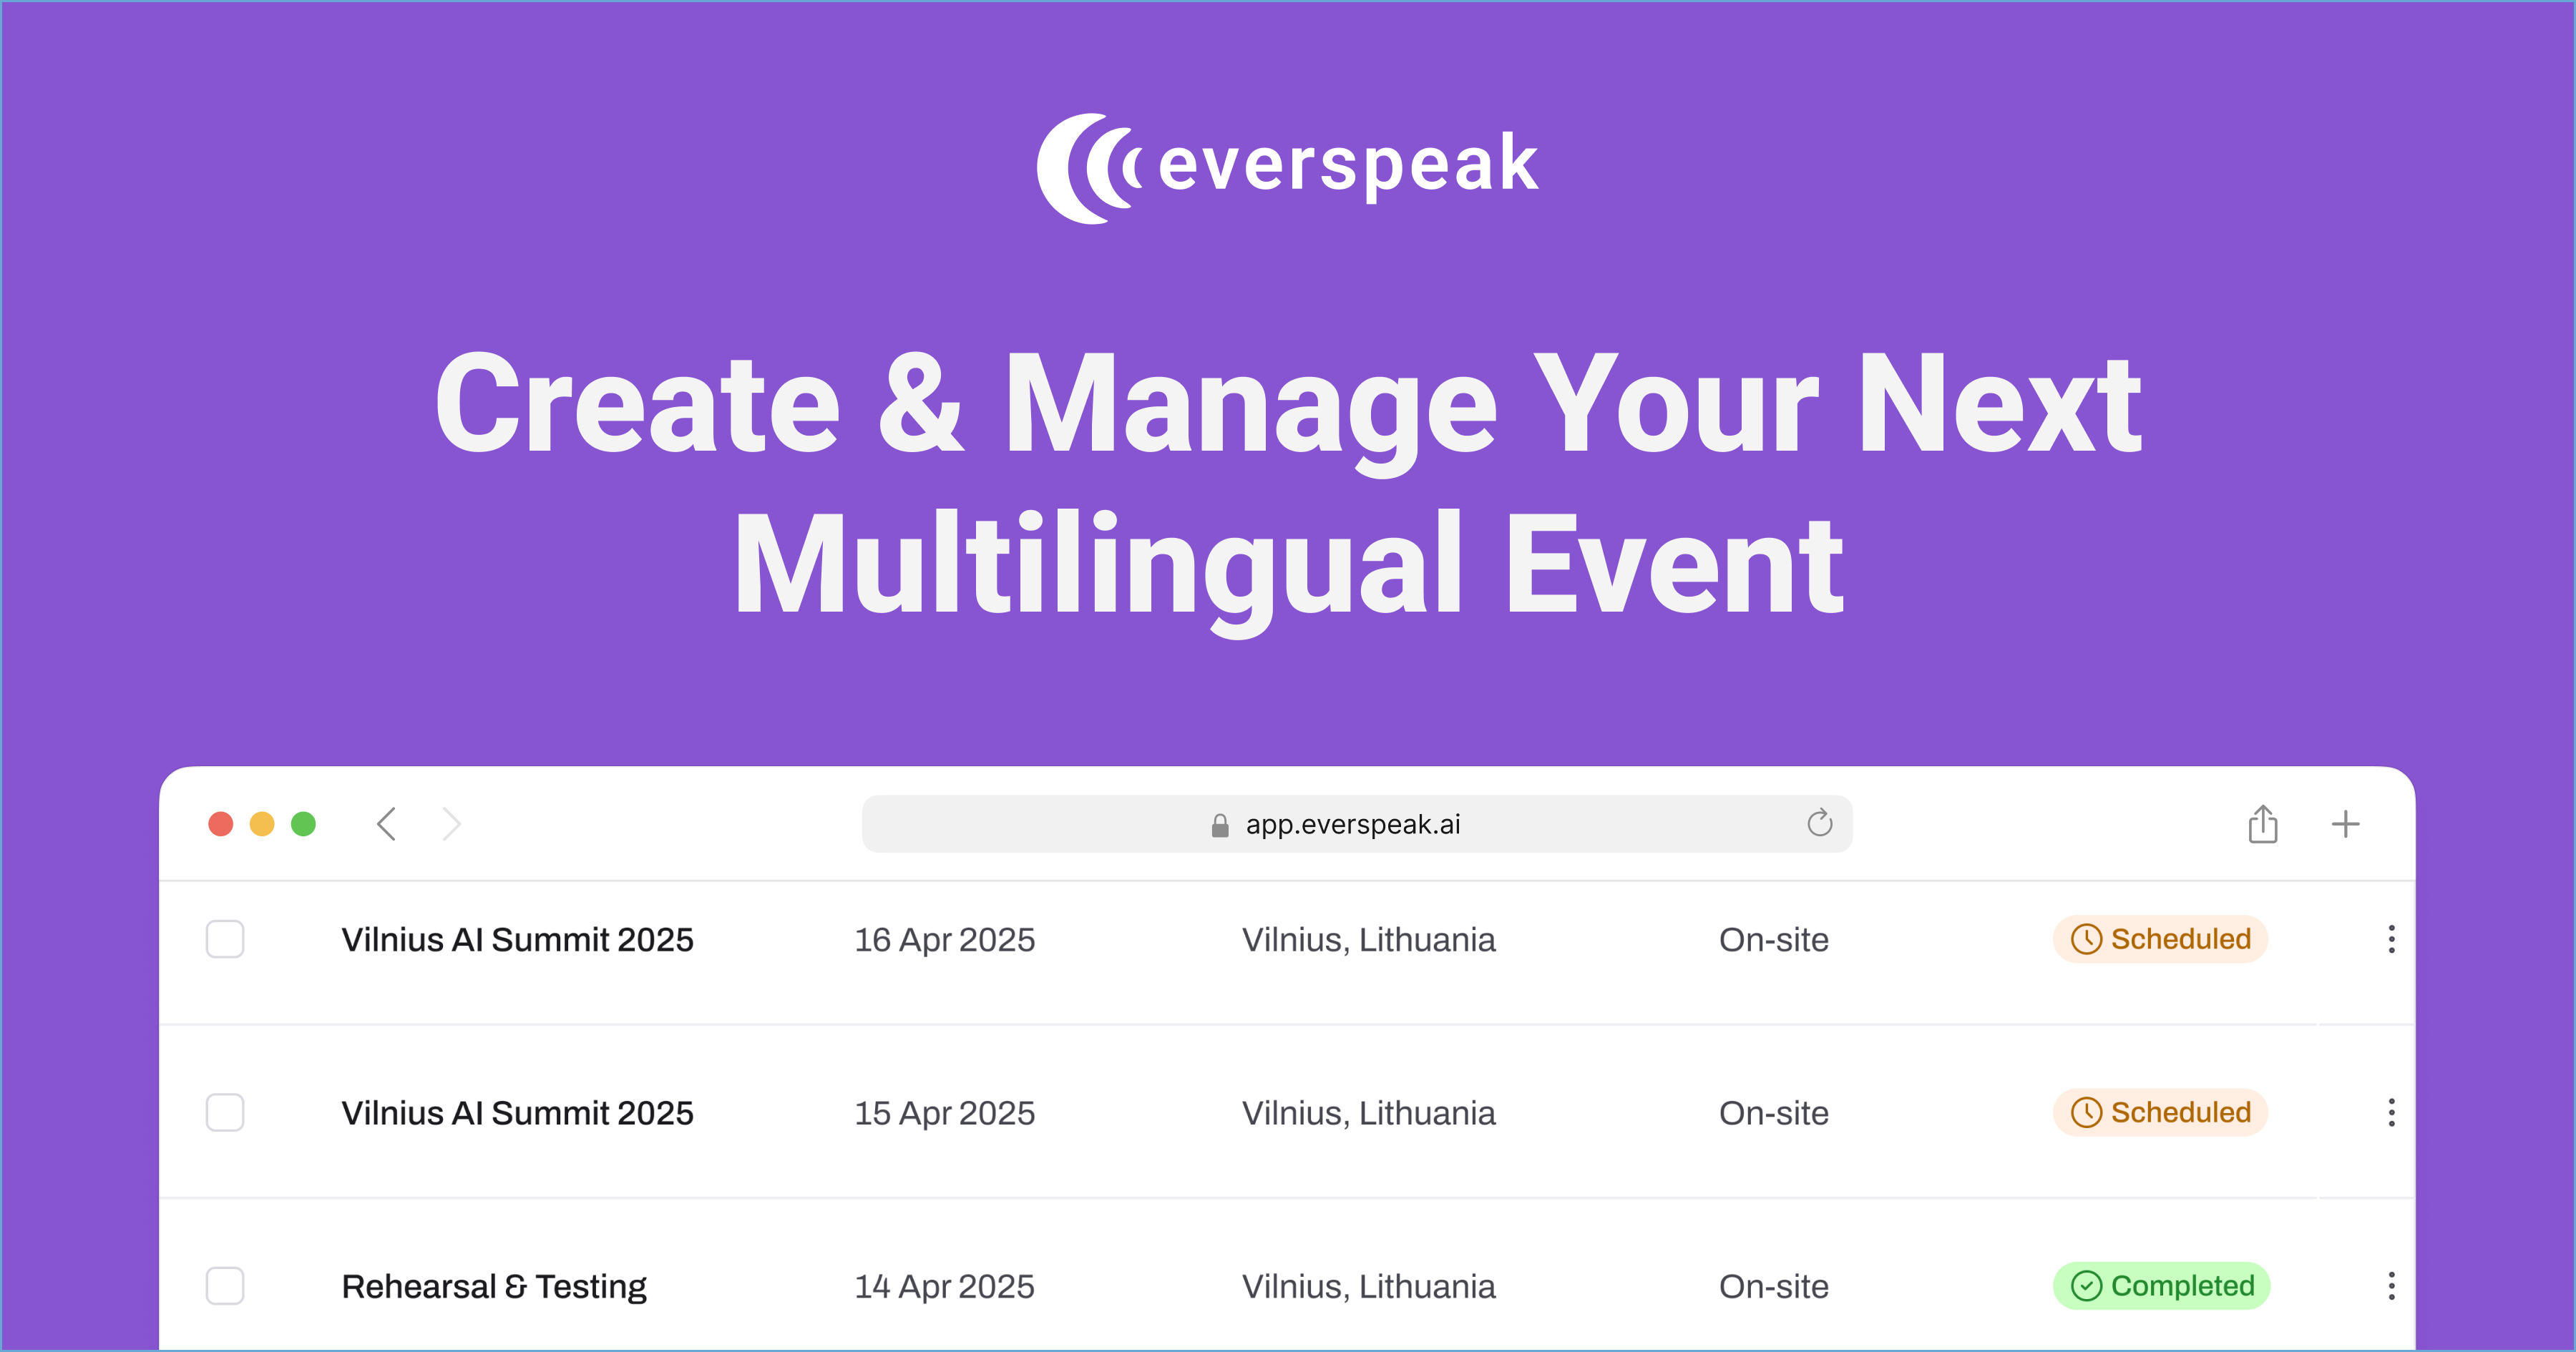 everspeak
Create & Manage Your Next
Multilingual Event
app.everspeak.ai
Vilnius AI Summit 2025 16 Apr 2025 Vilnius, Lithuania On-site Scheduled
Vilnius AI Summit 2025 15 Apr 2025 Vilnius, Lithuania On-site Scheduled
Rehearsal & Testing 14 Apr 2025 Vilnius, Lithuania On-site Completed